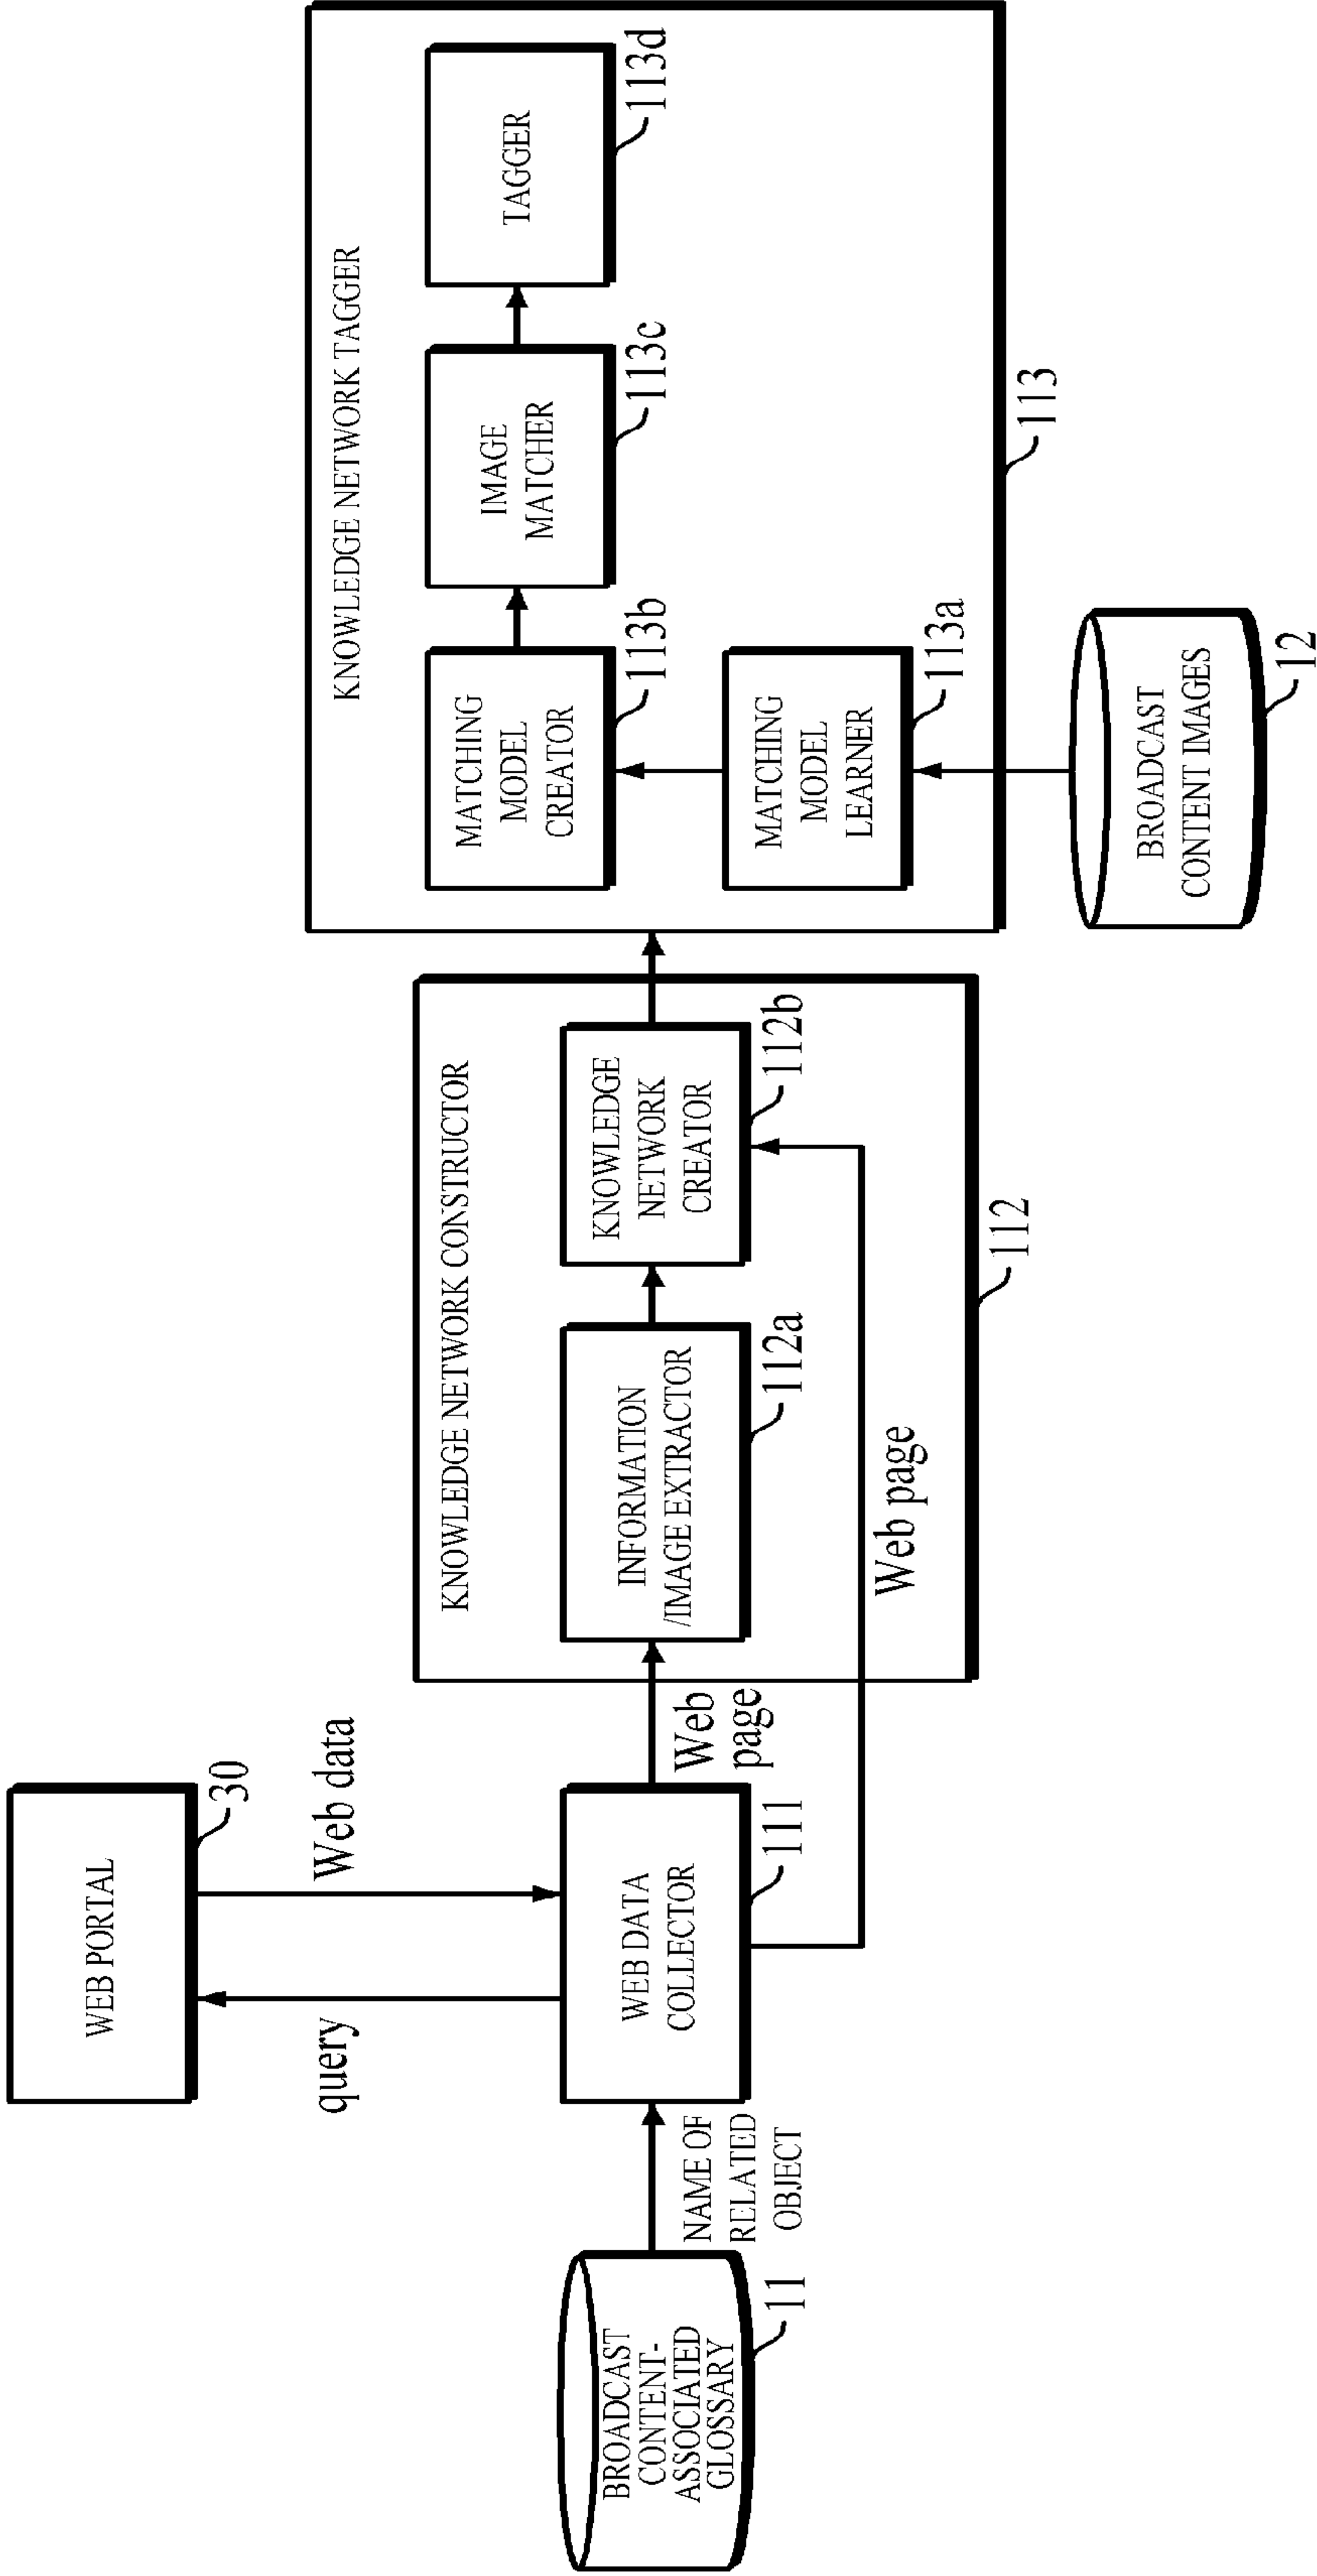 WEB PORTAL
30
query
Web data
BROADCAST
CONTENT-
ASSOCIATED
GLOSSARY
11
NAME OF
RELATED
OBJECT
WEB DATA
COLLECTOR
111
Web
page
Web page
KNOWLEDGE NETWORK CONSTRUCTOR
INFORMATION
/IMAGE EXTRACTOR
112a
KNOWLEDGE
NETWORK
CREATOR
112b
112
KNOWLEDGE NETWORK TAGGER
MATCHING
MODEL
CREATOR
113b
IMAGE
MATCHER
113c
TAGGER
113d
MATCHING
MODEL
LEARNER
113a
113
BROADCAST
CONTENT IMAGES
12